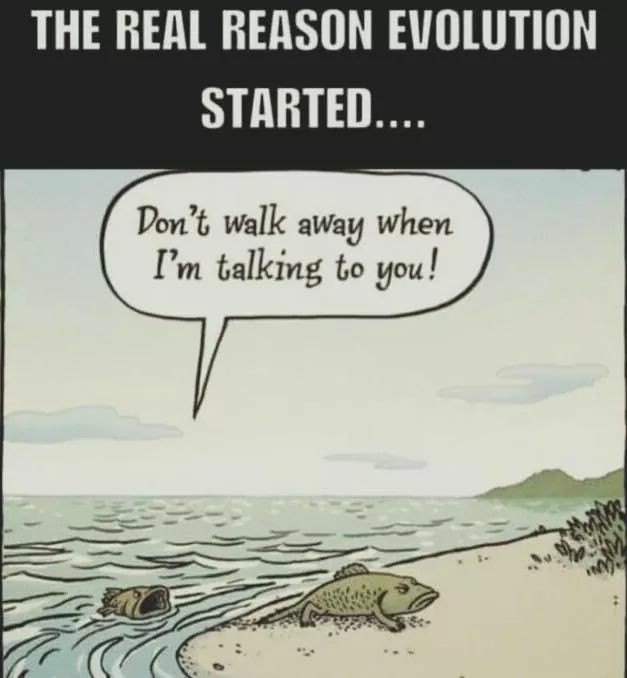 THE REAL REASON EVOLUTION
STARTED....
Don't walk away when
I'm talking to you!